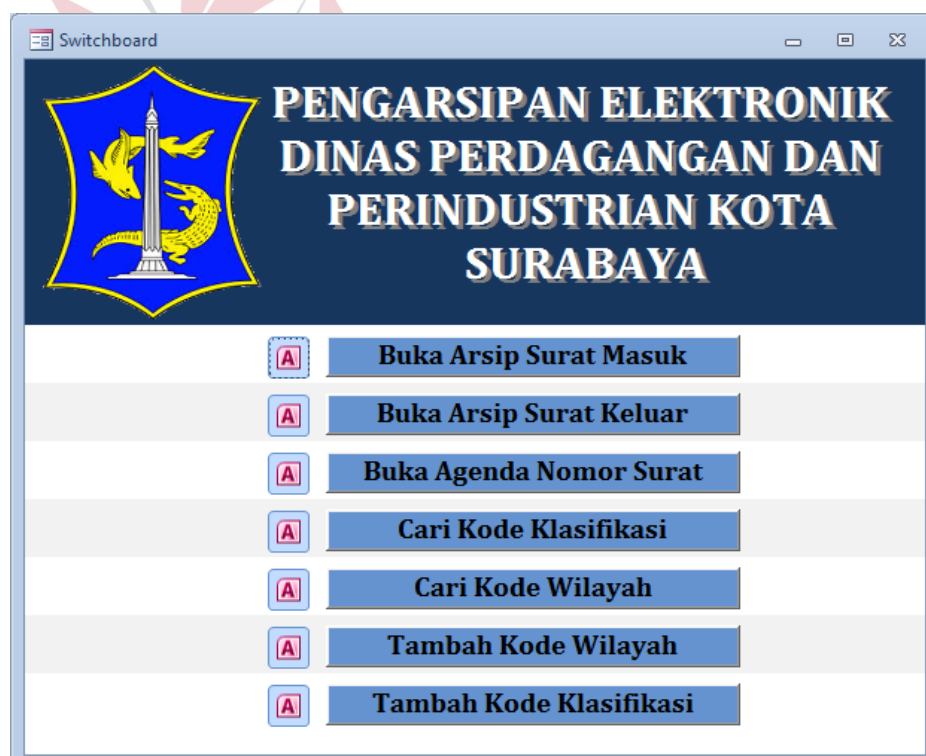 Switchboard
PENGARSIPAN ELEKTRONIK
DINAS PERDAGANGAN DAN
PERINDUSTRIAN KOTA
SURABAYA
A Buka Arsip Surat Masuk
A Buka Arsip Surat Keluar
A Buka Agenda Nomor Surat
A Cari Kode Klasifikasi
A Cari Kode Wilayah
A Tambah Kode Wilayah
A Tambah Kode Klasifikasi